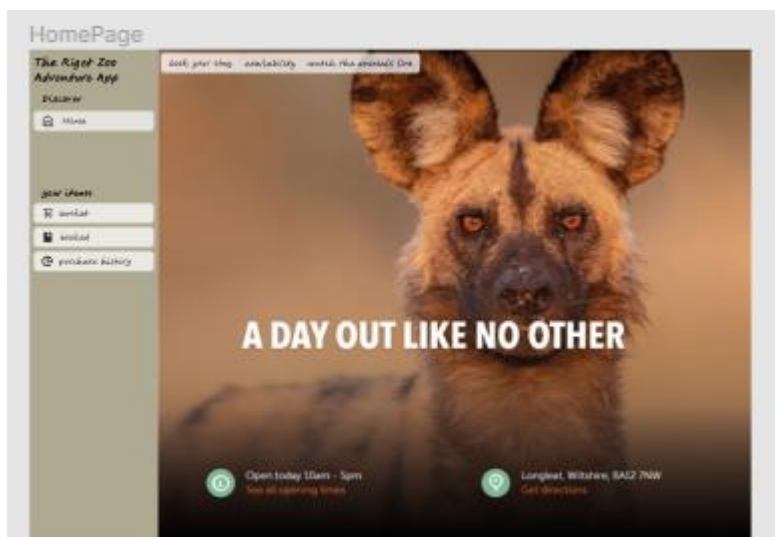 HomePage
The Riget Zoo
Adventure App
Discover
Home
your items
wishlist
booked
purchase history
book your stay availability watch the animals live
A DAY OUT LIKE NO OTHER
Open today 10am - 5pm
See all opening times
Longleat, Wiltshire, BA12 7NW
Get directions